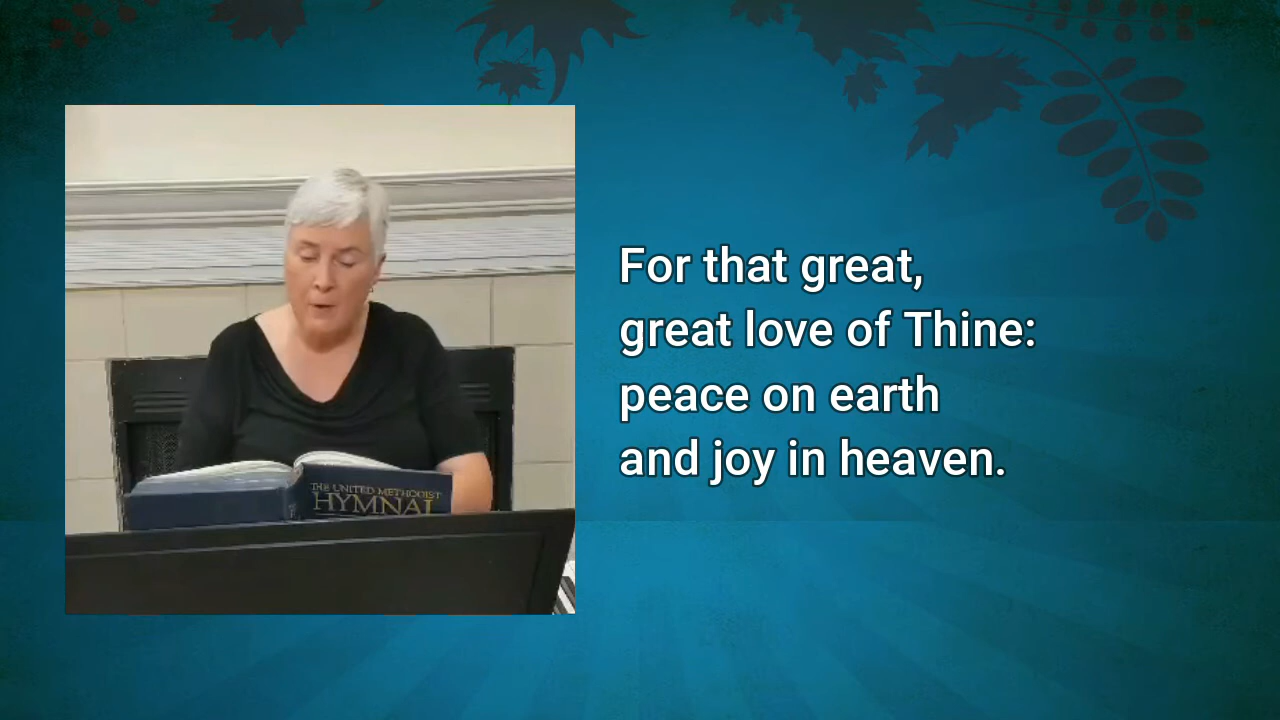 THE UNITED METHODIST
HYMNAL
For that great,
great love of Thine:
peace on earth
and joy in heaven.